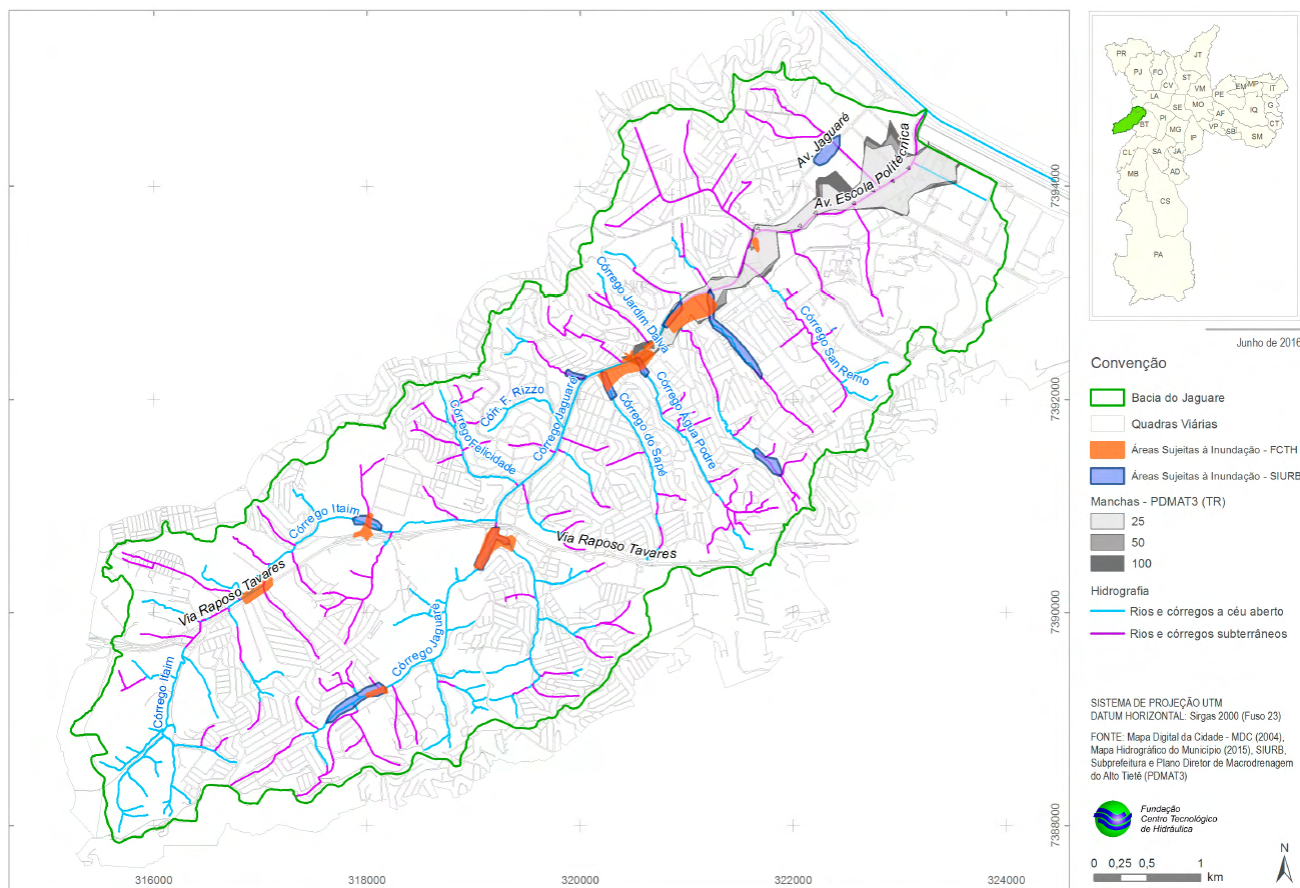 Av. Jaguaré
Av. Escola Politécnica
Córrego Jardim Dalva
Córrego San Remo
Córr. F. Rizzo
Córrego Jaguaré
Córrego Felicidade
Córrego Água Podre
Córrego do Sapé
Córrego Itaim
Via Raposo Tavares
Via Raposo Tavares
Córrego Jaguaré
Córrego Itaim
316000
318000
320000
322000
324000
7394000
7392000
7390000
7388000
PR
JT
PJ
FO
CV
ST
VM
EM
MP
IT
LA
PE
G
SE
MO
AF
IQ
CT
BT
PI
MG
VP
SB
SM
IP
CL
SA
JA
MB
AD
CS
PA
Junho de 2016
Convenção
Bacia do Jaguare
Quadras Viárias
Áreas Sujeitas à Inundação - FCTH
Áreas Sujeitas à Inundação - SIURB
Manchas - PDMAT3 (TR)
25
50
100
Hidrografia
Rios e córregos a céu aberto
Rios e córregos subterrâneos
SISTEMA DE PROJEÇÃO UTM
DATUM HORIZONTAL: Sirgas 2000 (Fuso 23)
FONTE: Mapa Digital da Cidade - MDC (2004),
Mapa Hidrográfico do Município (2015), SIURB,
Subprefeitura e Plano Diretor de Macrodrenagem
do Alto Tietê (PDMAT3)
Fundação
Centro Tecnológico
de Hidráulica
0 0,25 0,5 1
km
N